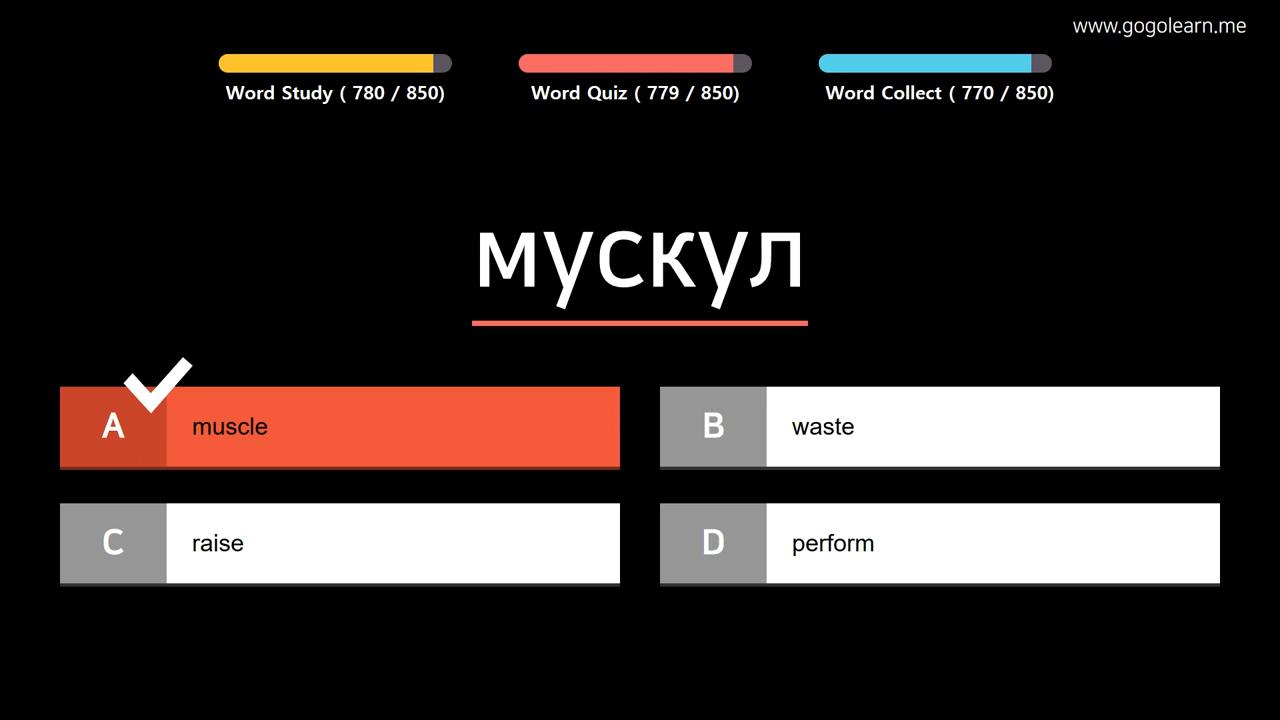 www.gogolearn.me
Word Study ( 780 / 850)
Word Quiz ( 779 / 850)
Word Collect ( 770 / 850)
мускул
A muscle
B waste
C raise
D perform